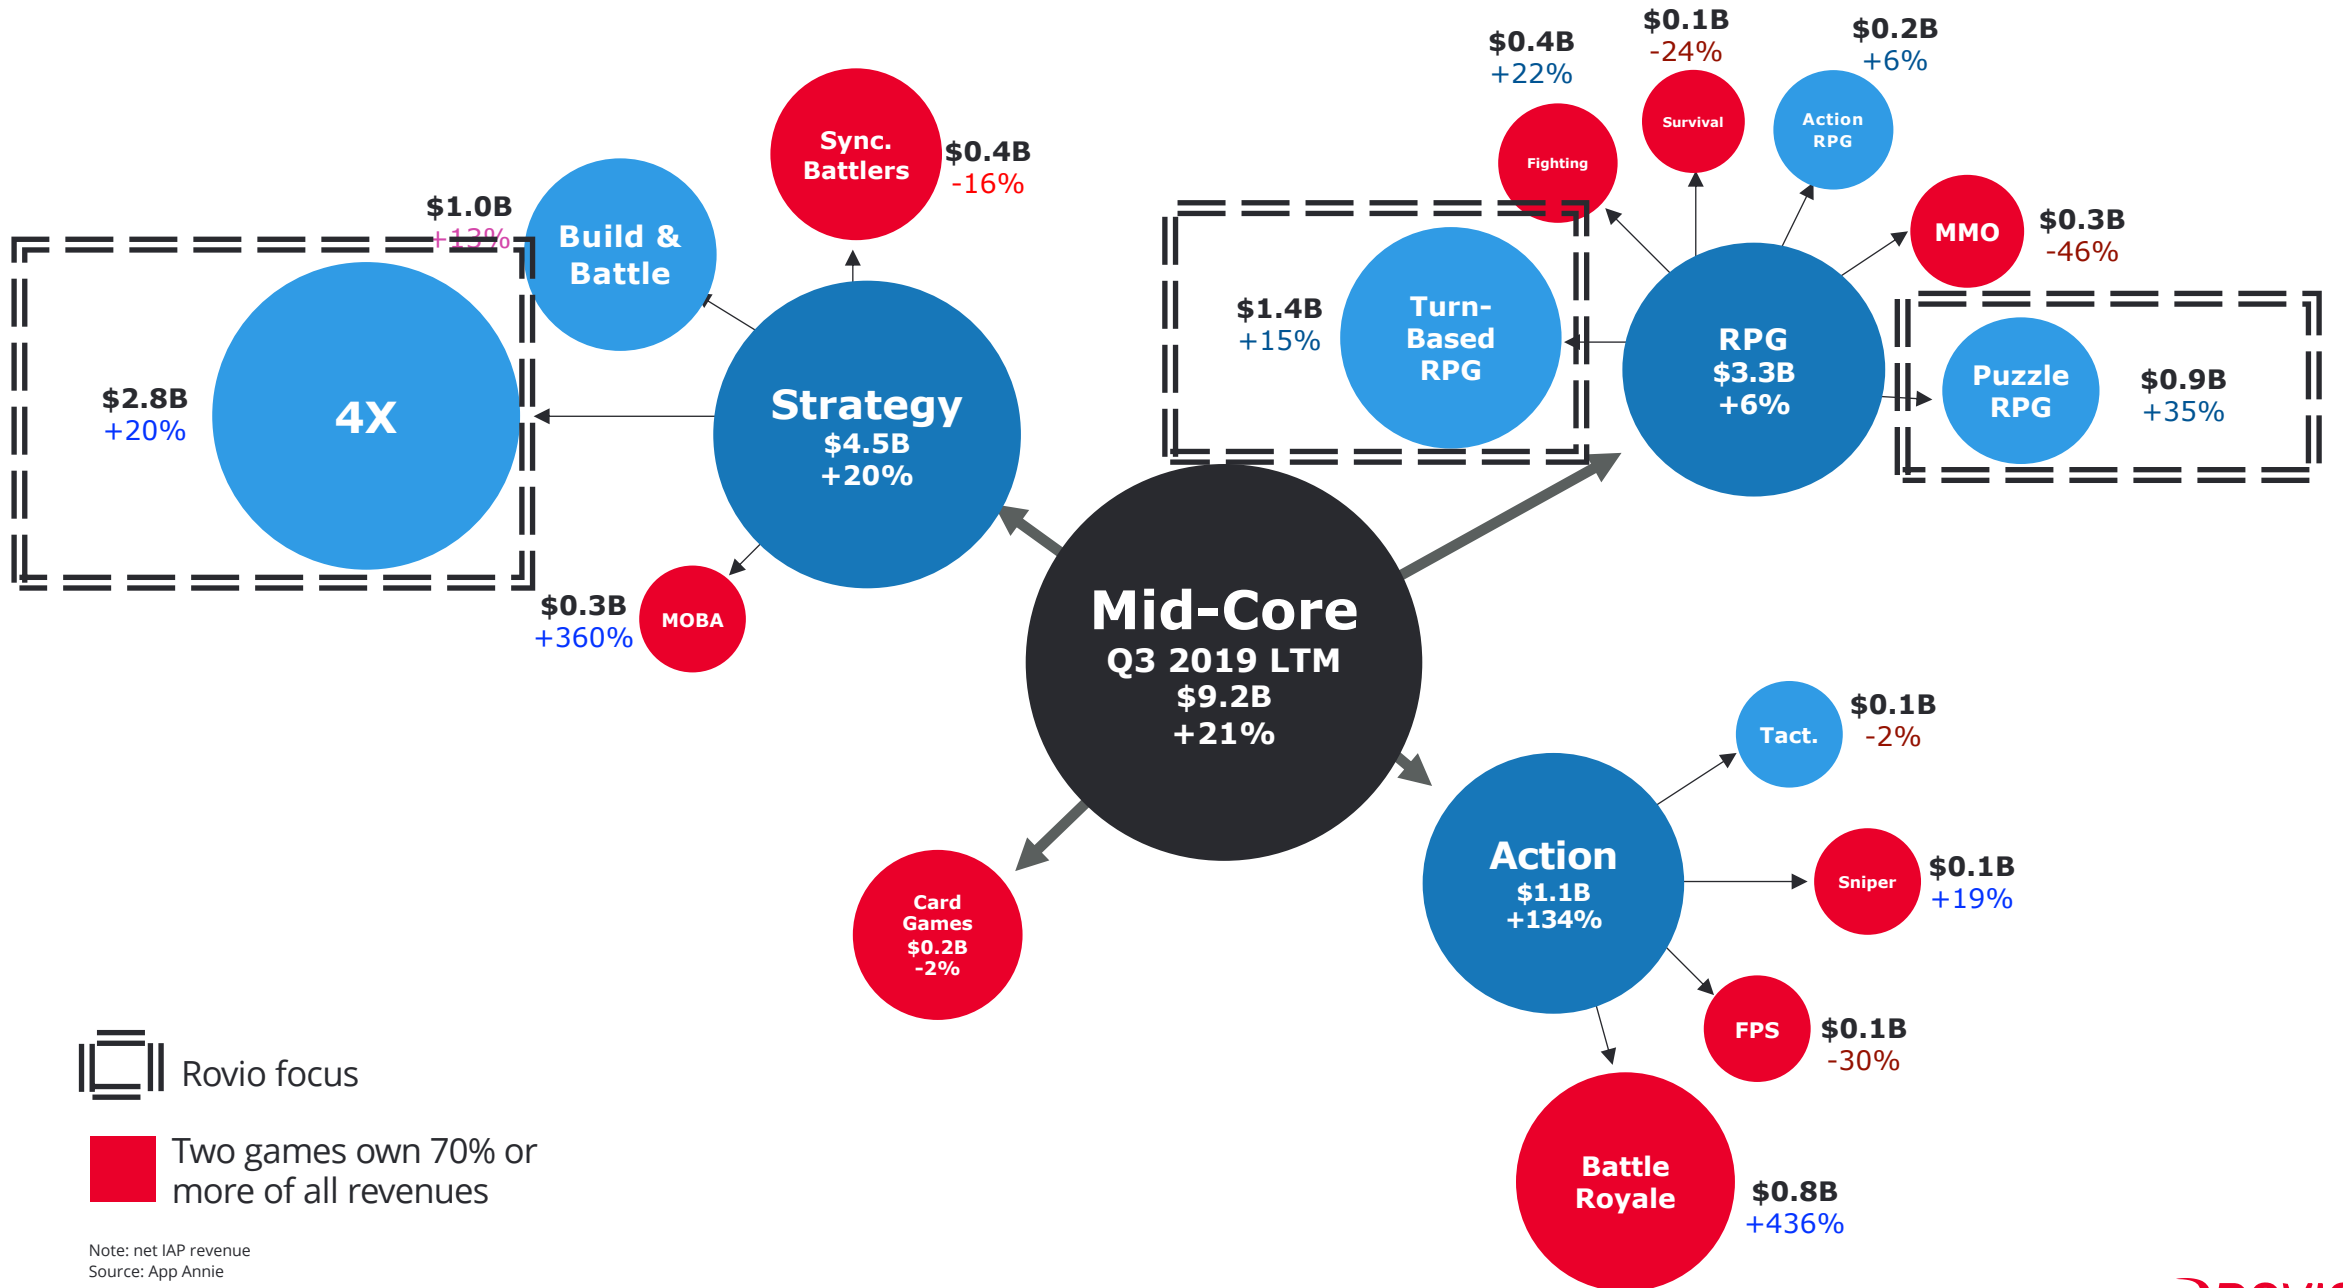 $0.1B
-24%
$0.2B
+6%
$0.4B
+22%
Survival
Action
RPG
Fighting
Sync.
Battlers
$0.4B
-16%
$1.0B
+13%
Build &
Battle
MMO
$0.3B
-46%
$1.4B
+15%
Turn-
Based
RPG
RPG
$3.3B
+6%
Puzzle
RPG
$0.9B
+35%
$2.8B
+20%
4X
Strategy
$4.5B
+20%
$0.3B
+360%
MOBA
Mid-Core
Q3 2019 LTM
$9.2B
+21%
Tact.
$0.1B
-2%
Action
$1.1B
+134%
Sniper
$0.1B
+19%
Card
Games
$0.2B
-2%
FPS
$0.1B
-30%
Battle
Royale
$0.8B
+436%
Rovio focus
Two games own 70% or
more of all revenues
Note: net IAP revenue
Source: App Annie